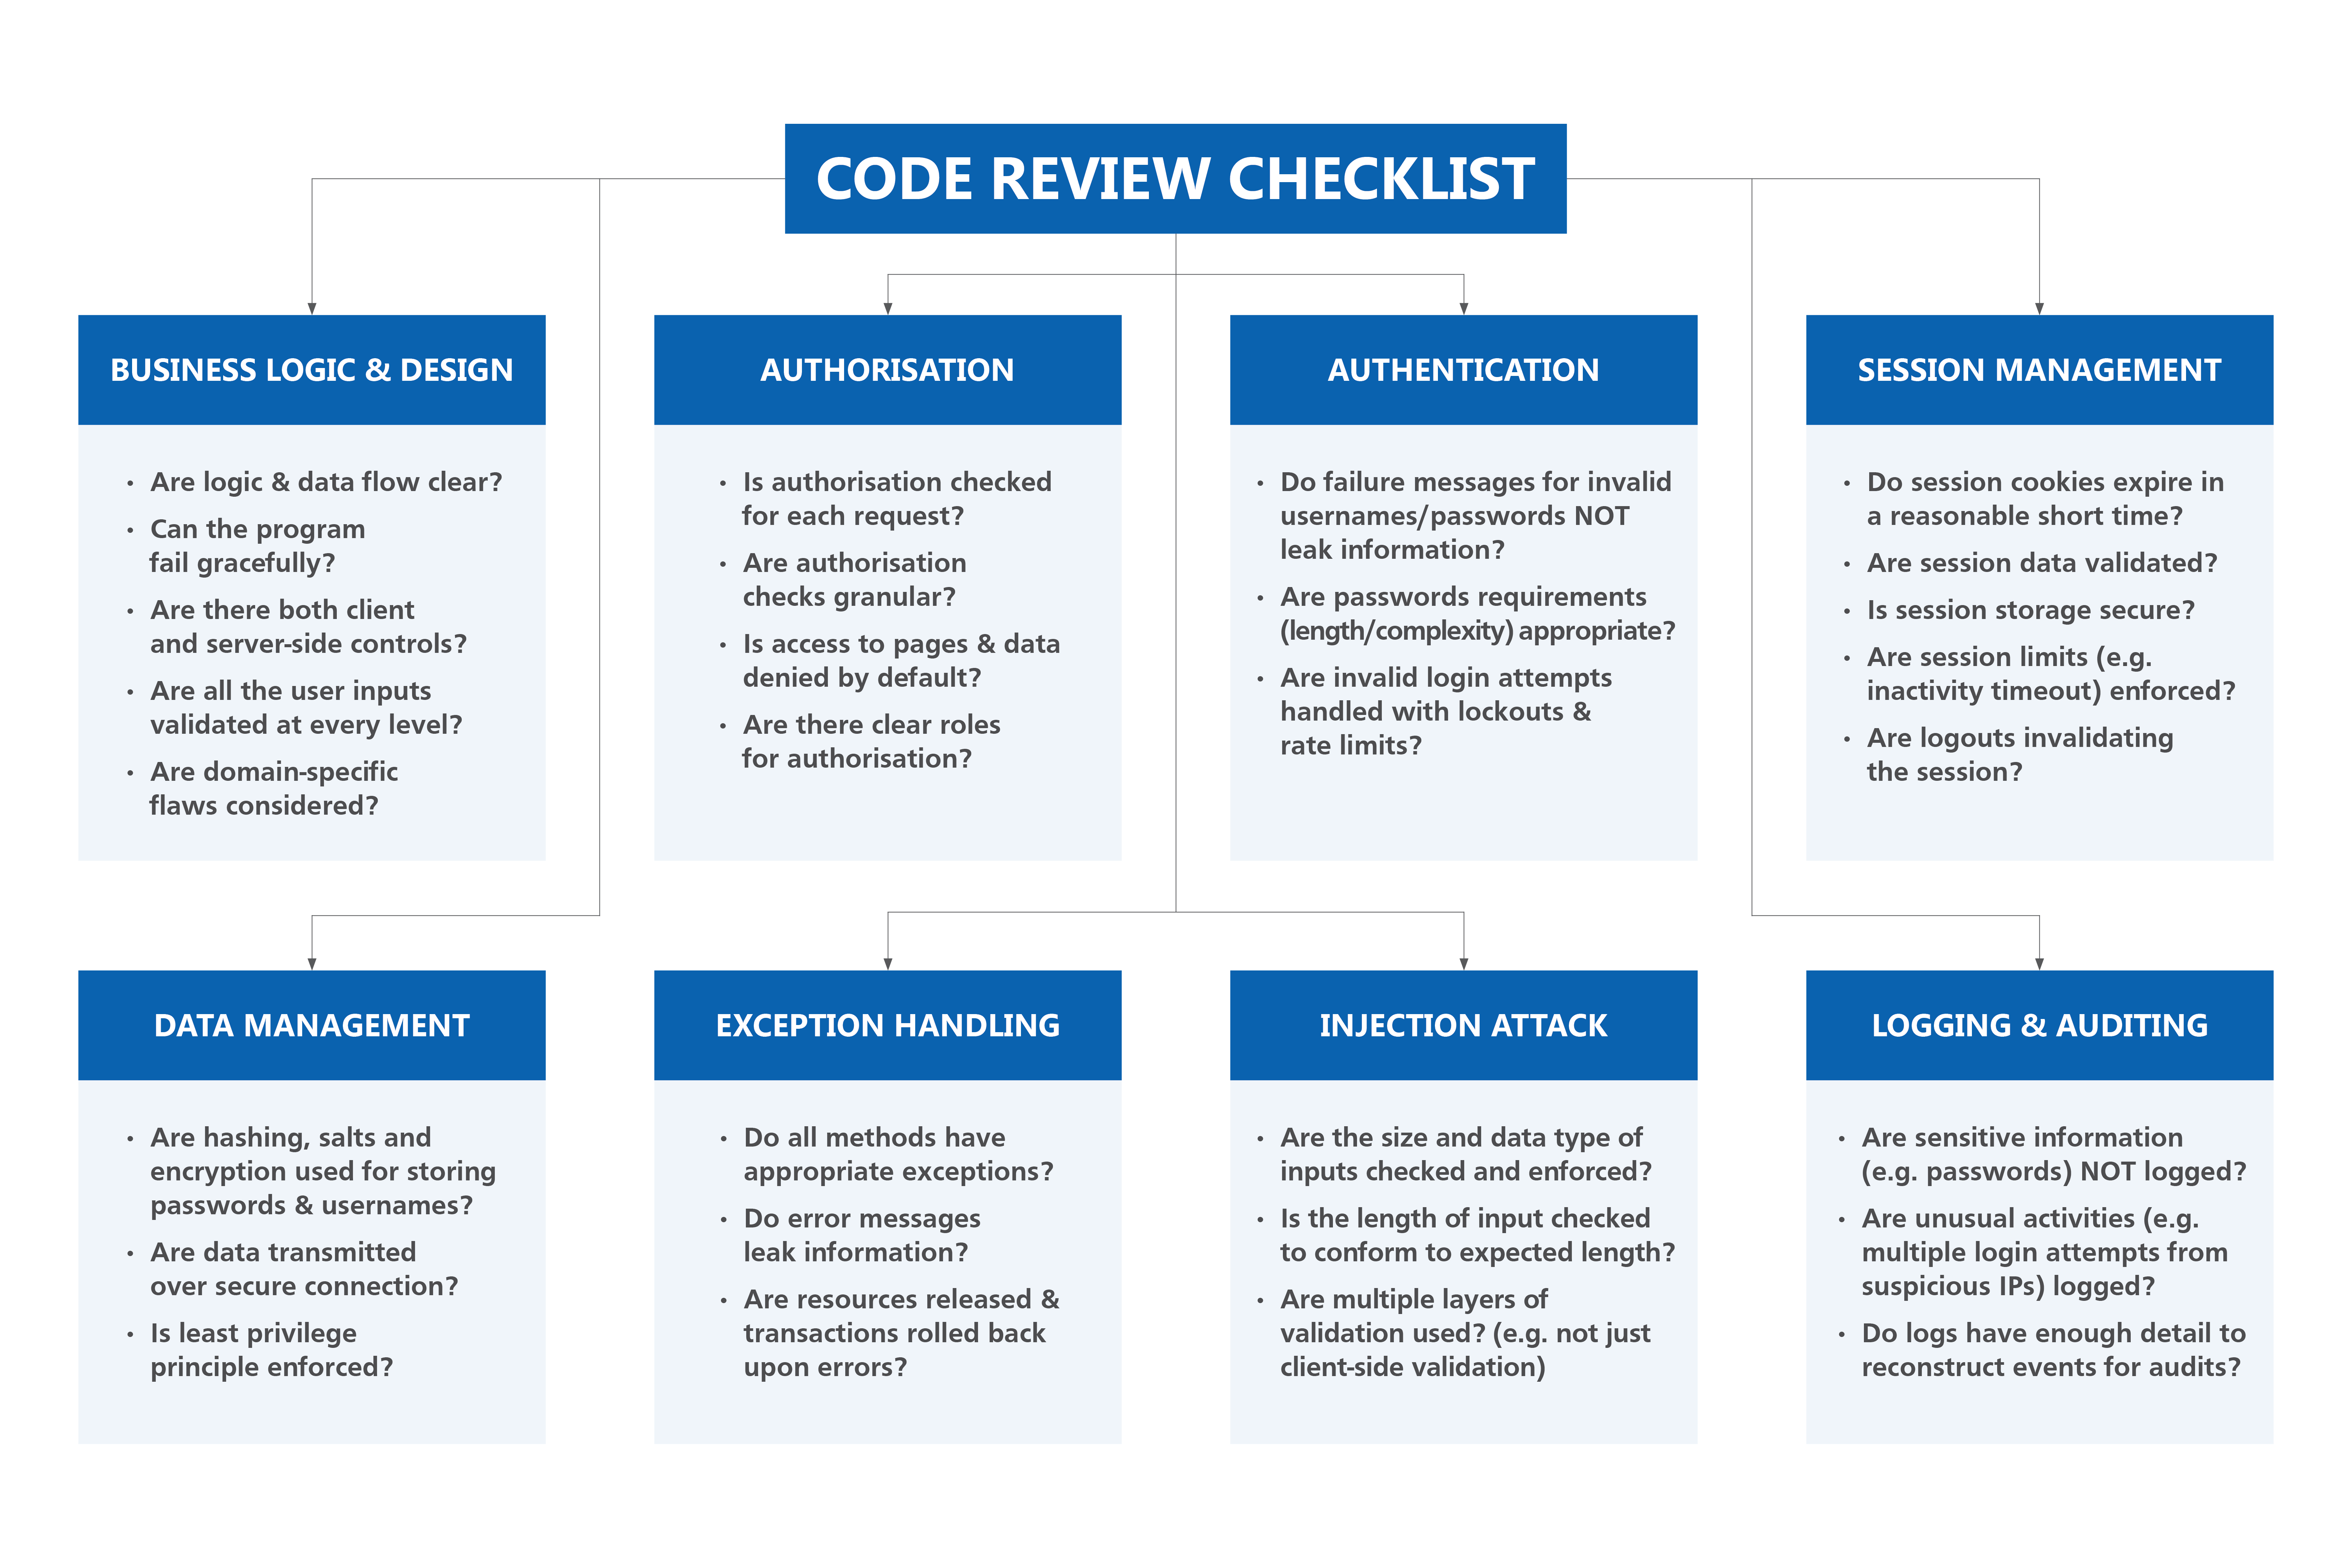 CODE REVIEW CHECKLIST
BUSINESS LOGIC & DESIGN
• Are logic & data flow clear?
• Can the program
fail gracefully?
• Are there both client
and server-side controls?
• Are all the user inputs
validated at every level?
• Are domain-specific
flaws considered?
AUTHORISATION
• Is authorisation checked
for each request?
• Are authorisation
checks granular?
• Is access to pages & data
denied by default?
• Are there clear roles
for authorisation?
AUTHENTICATION
• Do failure messages for invalid
usernames/passwords NOT
leak information?
• Are passwords requirements
(length/complexity) appropriate?
• Are invalid login attempts
handled with lockouts &
rate limits?
SESSION MANAGEMENT
• Do session cookies expire in
a reasonable short time?
• Are session data validated?
• Is session storage secure?
• Are session limits (e.g.
inactivity timeout) enforced?
• Are logouts invalidating
the session?
DATA MANAGEMENT
• Are hashing, salts and
encryption used for storing
passwords & usernames?
• Are data transmitted
over secure connection?
• Is least privilege
principle enforced?
EXCEPTION HANDLING
• Do all methods have
appropriate exceptions?
• Do error messages
leak information?
• Are resources released &
transactions rolled back
upon errors?
INJECTION ATTACK
• Are the size and data type of
inputs checked and enforced?
• Is the length of input checked
to conform to expected length?
• Are multiple layers of
validation used? (e.g. not just
client-side validation)
LOGGING & AUDITING
• Are sensitive information
(e.g. passwords) NOT logged?
• Are unusual activities (e.g.
multiple login attempts from
suspicious IPs) logged?
• Do logs have enough detail to
reconstruct events for audits?